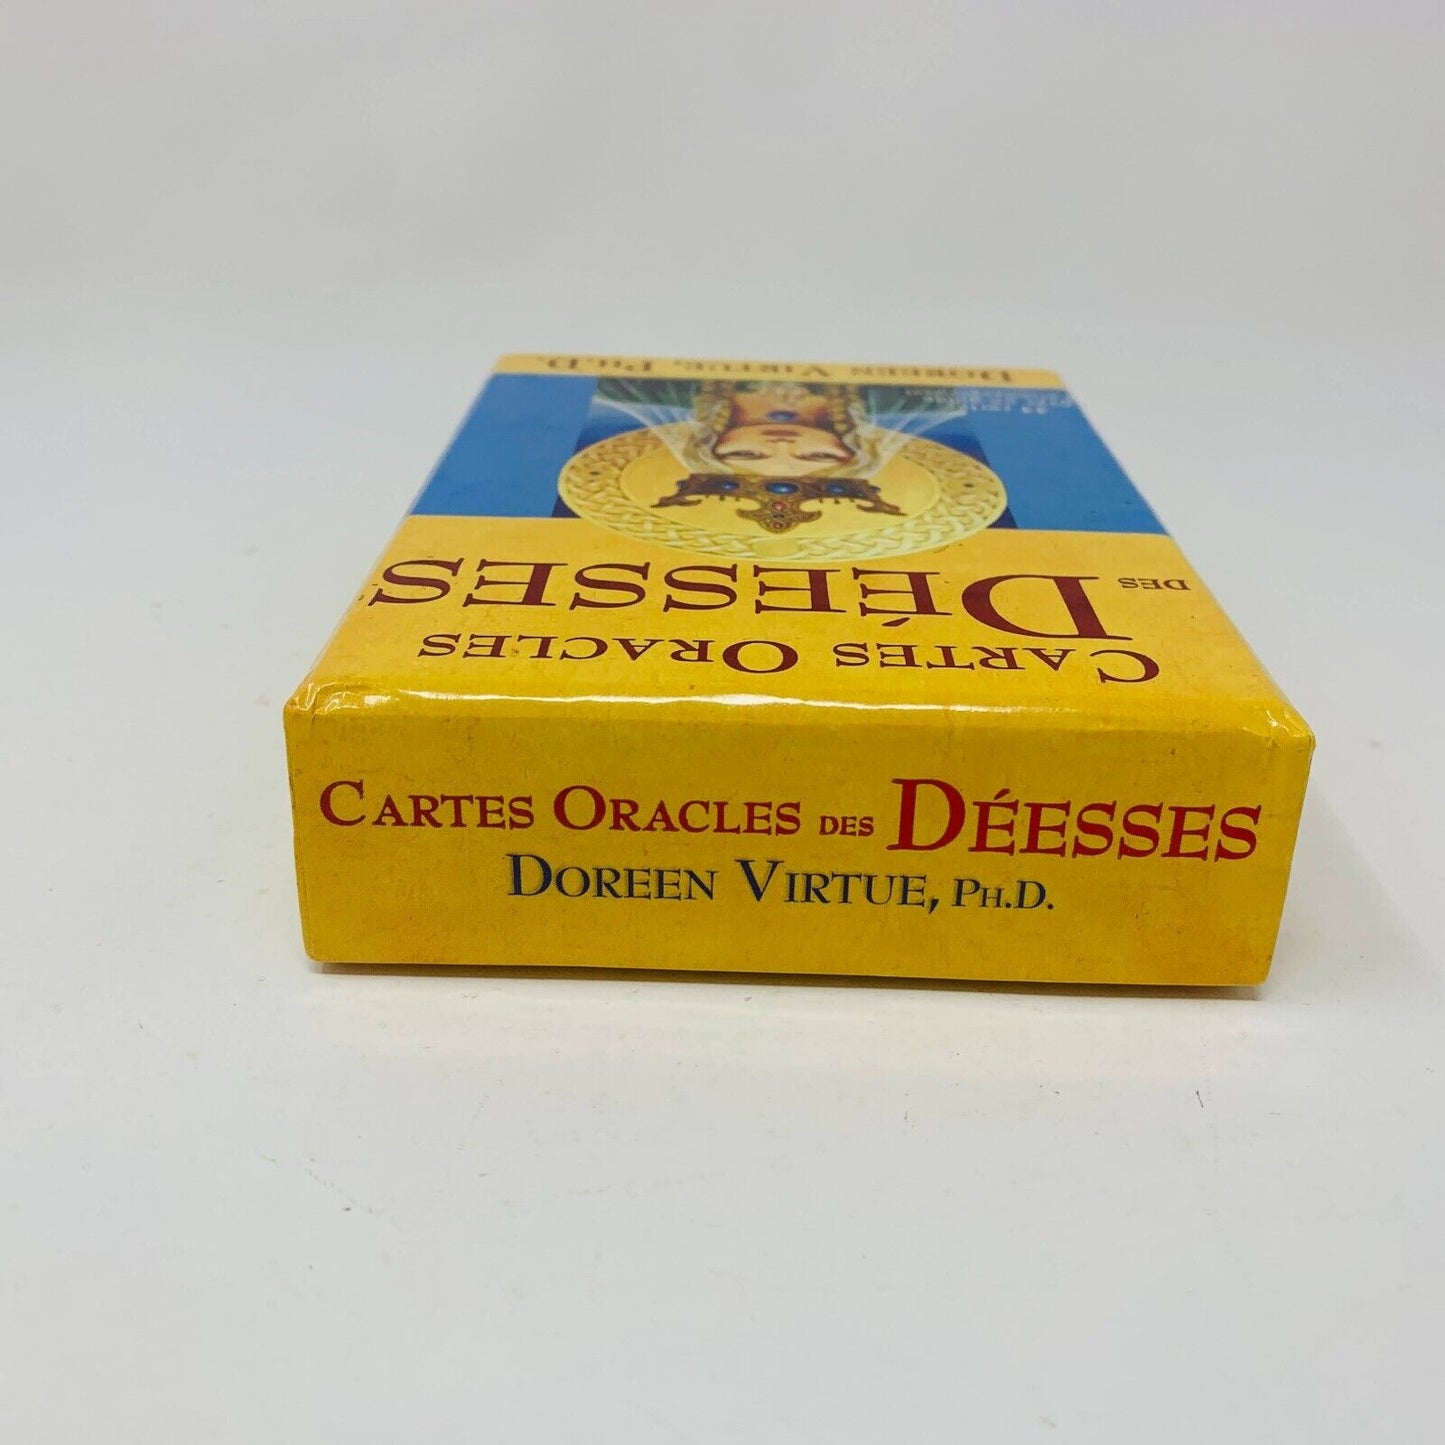 Cartes Oracles des Déesses
Doreen Virtue, Ph.D.
Cartes Oracles
des Déesses
Doreen Virtue, Ph.D.